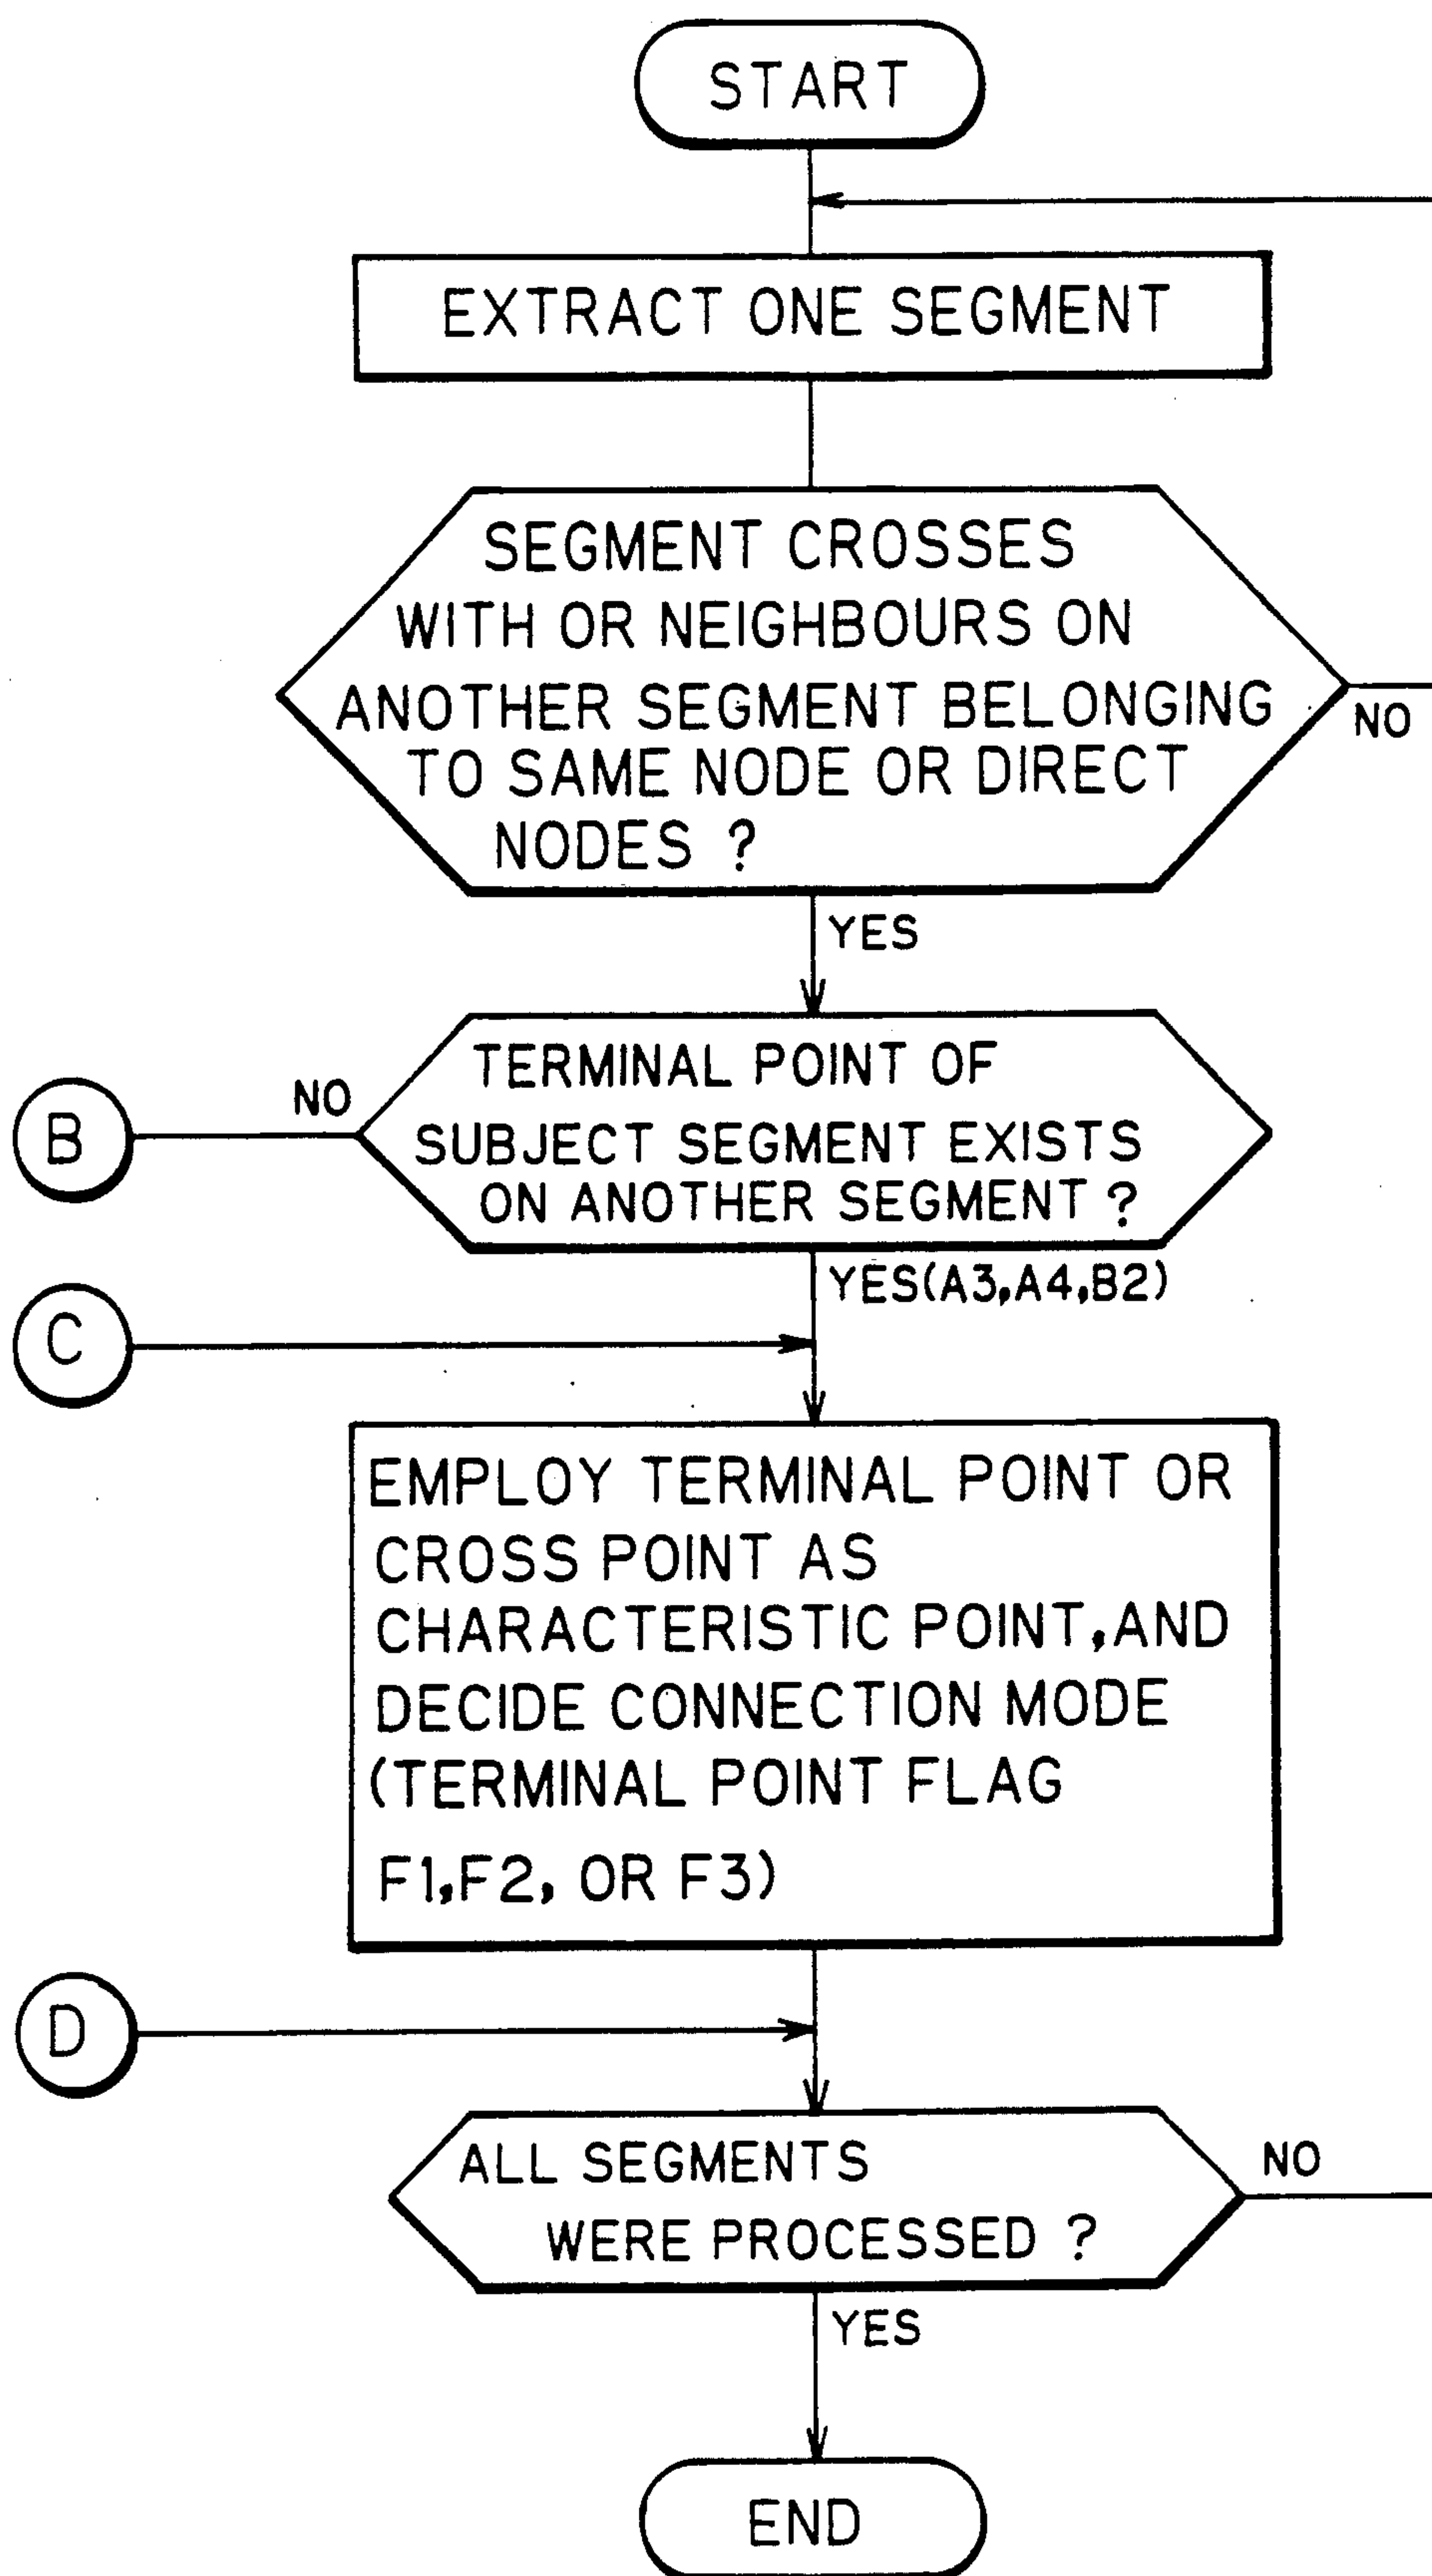 START
EXTRACT ONE SEGMENT
SEGMENT CROSSES
WITH OR NEIGHBOURS ON
ANOTHER SEGMENT BELONGING
TO SAME NODE OR DIRECT
NODES ?
NO
YES
TERMINAL POINT OF
SUBJECT SEGMENT EXISTS
ON ANOTHER SEGMENT ?
NO
B
YES(A3,A4,B2)
C
EMPLOY TERMINAL POINT OR
CROSS POINT AS
CHARACTERISTIC POINT,AND
DECIDE CONNECTION MODE
(TERMINAL POINT FLAG
F1,F2, OR F3)
D
ALL SEGMENTS
WERE PROCESSED ?
NO
YES
END